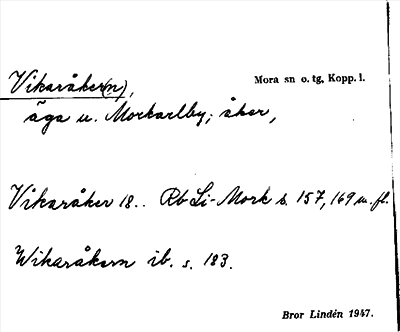 Vikaråker(n),
Mora sn o. tg, Kopp. l.
äga u. Morkarlby; åker,
Vikaråker 18.. Rb Li-Mork s. 157, 169 m. fl.
Wikaråkern ib. s. 183.
Bror Lindén 1947.